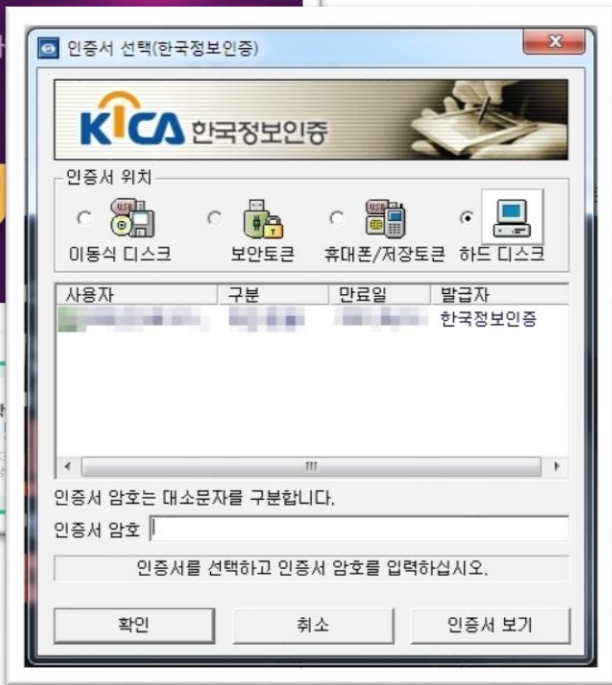 인증서 선택(한국정보인증)
KICA 한국정보인증
인증서 위치
USB
USB
이동식 디스크 보안토큰 휴대폰/저장토큰 하드 디스크
사용자 구분 만료일 발급자
한국정보인증
인증서 암호는 대소문자를 구분합니다.
인증서 암호
인증서를 선택하고 인증서 암호를 입력하십시오.
확인 취소 인증서 보기